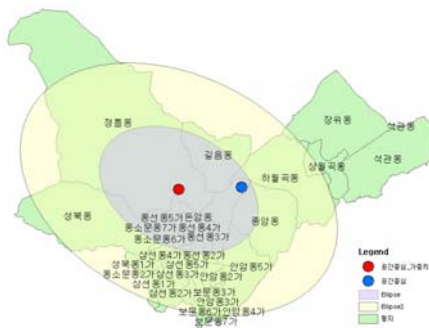 정릉동
길음동
장위동
석관동
상월곡동
석관동
하월곡동
종암동
성북동
동선동5가 돈암동
동소문동7가 동선동4가
동소문동6가 동선동3가
삼선동4가 동선동2가
성북동1가 삼선동5가 안암동5가
동소문동2가 삼선동3가 안암동2가
삼선동1가
삼선동2가 보문동3가
안암동3가
보문동6가 안암동4가
보문동7가
Legend
공간중심_가중치
공간중심
Ellipse
Ellipse2